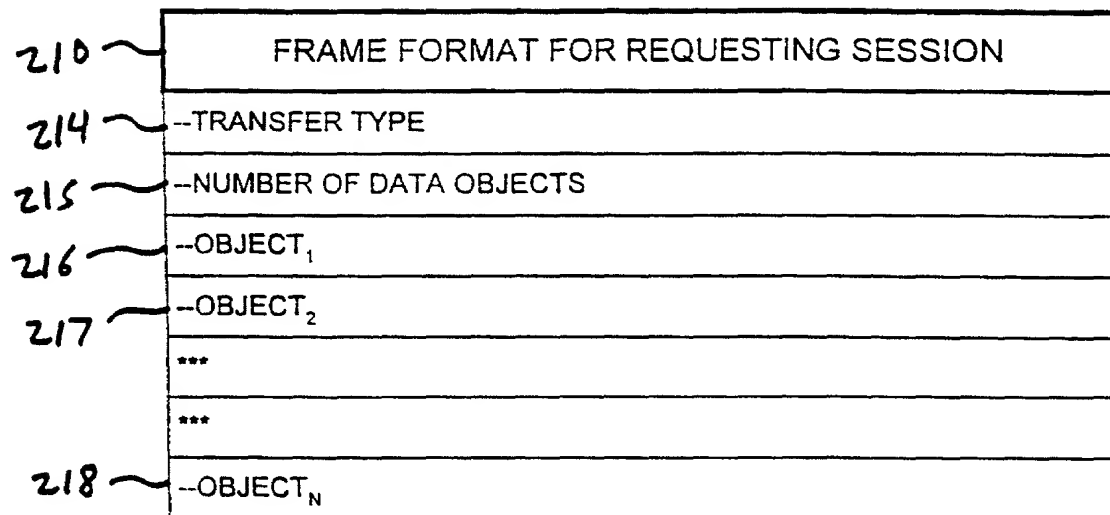 210 FRAME FORMAT FOR REQUESTING SESSION
214 --TRANSFER TYPE
215 --NUMBER OF DATA OBJECTS
216 --OBJECT₁
217 --OBJECT₂
***
***
218 --OBJECT_N